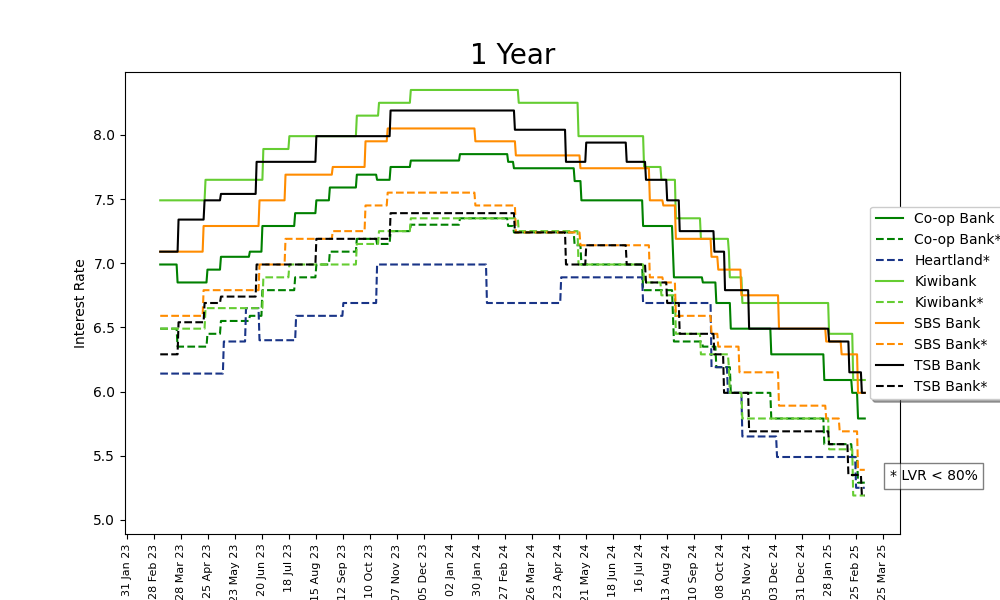 1 Year
Interest Rate
8.0
7.5
7.0
6.5
6.0
5.5
5.0
31 Jan 23
28 Feb 23
28 Mar 23
25 Apr 23
23 May 23
20 Jun 23
18 Jul 23
15 Aug 23
12 Sep 23
10 Oct 23
07 Nov 23
05 Dec 23
02 Jan 24
30 Jan 24
27 Feb 24
26 Mar 24
23 Apr 24
21 May 24
18 Jun 24
16 Jul 24
13 Aug 24
10 Sep 24
08 Oct 24
05 Nov 24
03 Dec 24
31 Dec 24
28 Jan 25
25 Feb 25
25 Mar 25
Co-op Bank
Co-op Bank*
Heartland*
Kiwibank
Kiwibank*
SBS Bank
SBS Bank*
TSB Bank
TSB Bank*
* LVR < 80%